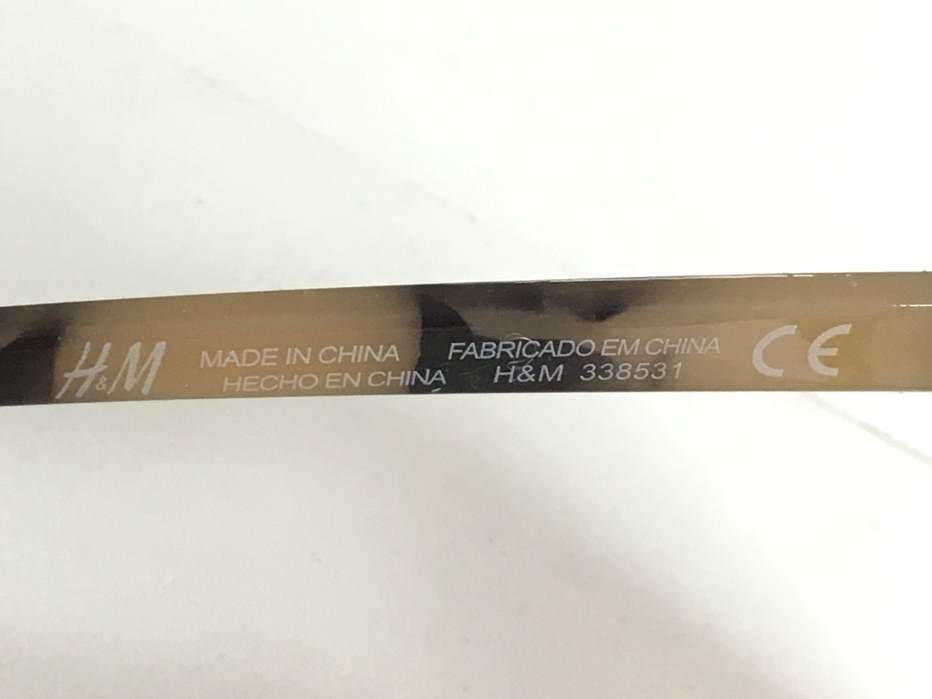 H&M MADE IN CHINA FABRICADO EM CHINA CE
HECHO EN CHINA H&M 338531